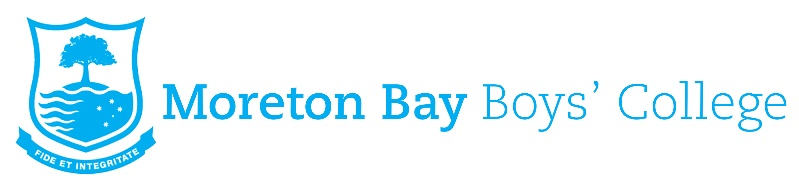 Moreton Bay Boys’ College
FIDE ET INTEGRITATE